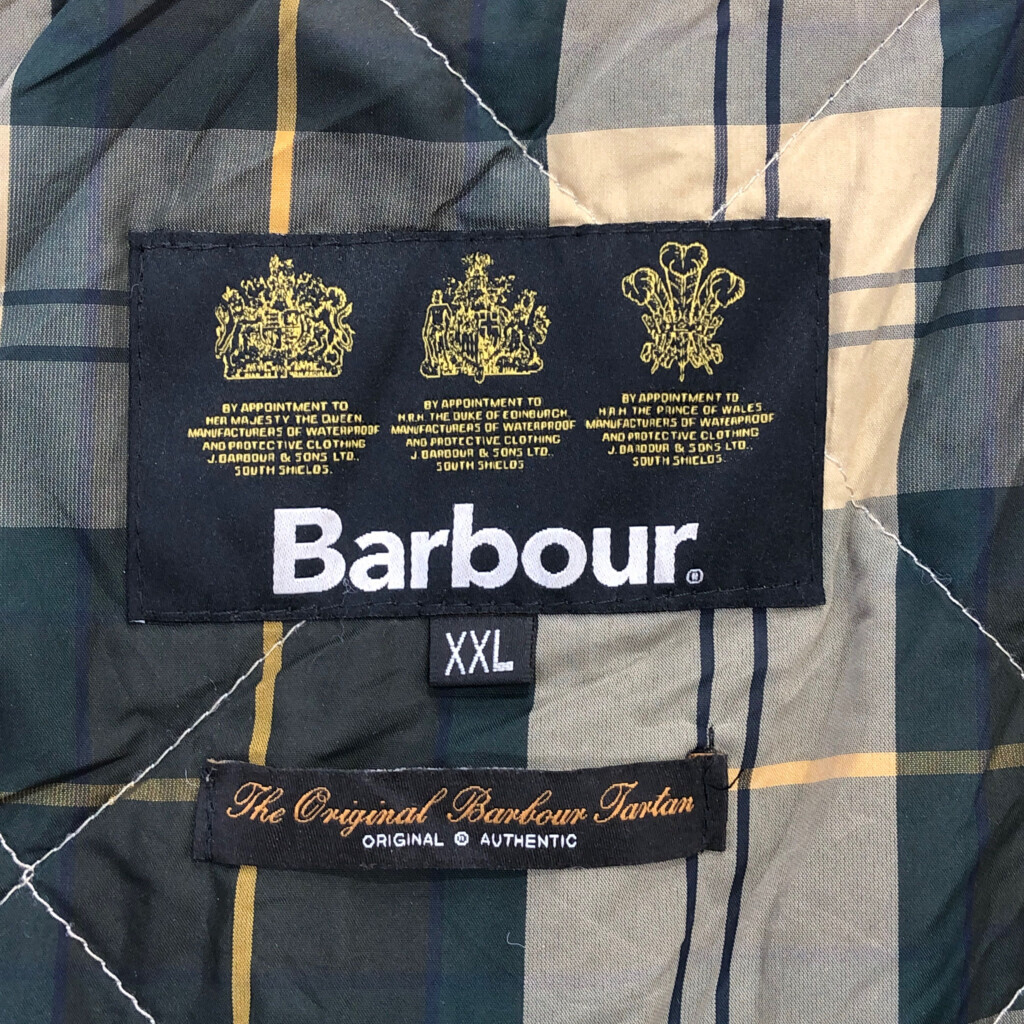 BY APPOINTMENT TO
HER MAJESTY THE QUEEN
MANUFACTURERS OF WATERPROOF
AND PROTECTIVE CLOTHING
J. BARBOUR & SONS LTD.
SOUTH SHIELDS.
BY APPOINTMENT TO
H.R.H. THE DUKE OF EDINBURGH
MANUFACTURERS OF WATERPROOF
AND PROTECTIVE CLOTHING
J. BARBOUR & SONS LTD.,
SOUTH SHIELDS
BY APPOINTMENT TO
H.R.H. THE PRINCE OF WALES
MANUFACTURERS OF WATERPROOF
AND PROTECTIVE CLOTHING
J. BARBOUR & SONS LTD.,
SOUTH SHIELDS.
Barbour®
XXL
The Original Barbour Tartan
ORIGINAL ® AUTHENTIC